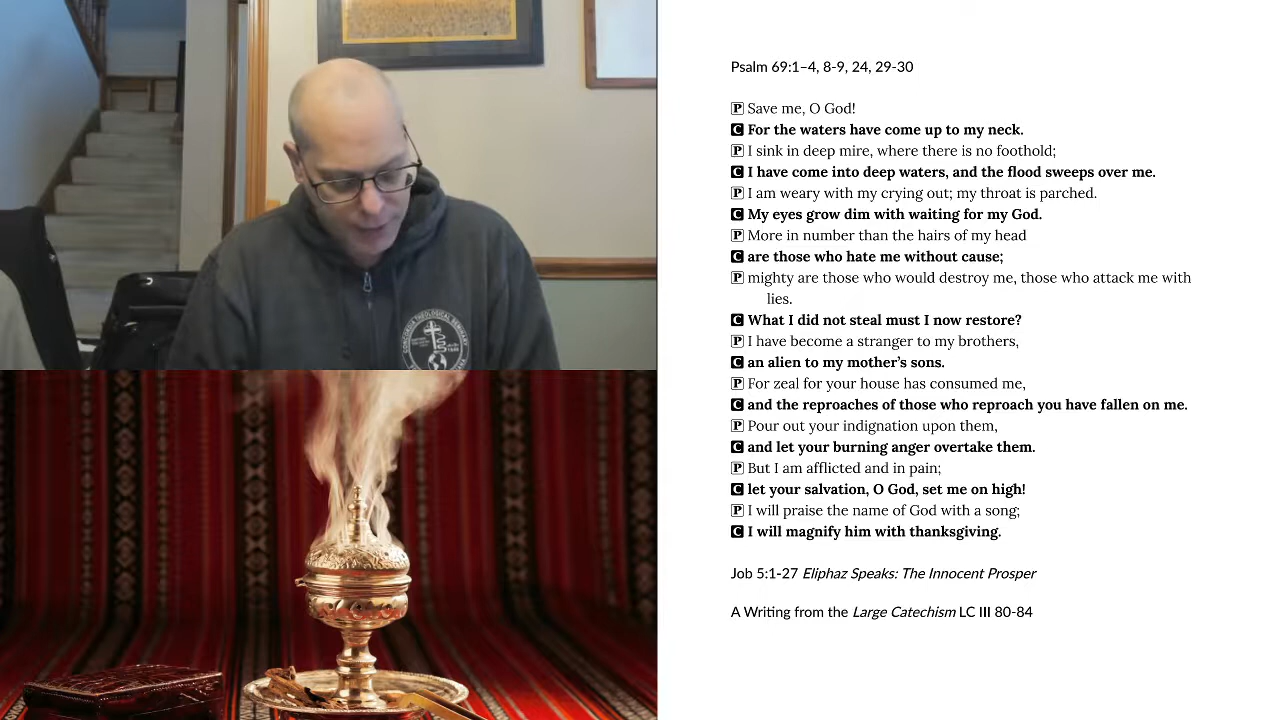 CONCORDIA THEOLOGICAL SEMINARY
Psalm 69:1–4, 8-9, 24, 29-30
P Save me, O God!
C For the waters have come up to my neck.
P I sink in deep mire, where there is no foothold;
C I have come into deep waters, and the flood sweeps over me.
P I am weary with my crying out; my throat is parched.
C My eyes grow dim with waiting for my God.
P More in number than the hairs of my head
C are those who hate me without cause;
P mighty are those who would destroy me, those who attack me with
lies.
C What I did not steal must I now restore?
P I have become a stranger to my brothers,
C an alien to my mother’s sons.
P For zeal for your house has consumed me,
C and the reproaches of those who reproach you have fallen on me.
P Pour out your indignation upon them,
C and let your burning anger overtake them.
P But I am afflicted and in pain;
C let your salvation, O God, set me on high!
P I will praise the name of God with a song;
C I will magnify him with thanksgiving.
Job 5:1-27 Eliphaz Speaks: The Innocent Prosper
A Writing from the Large Catechism LC III 80-84